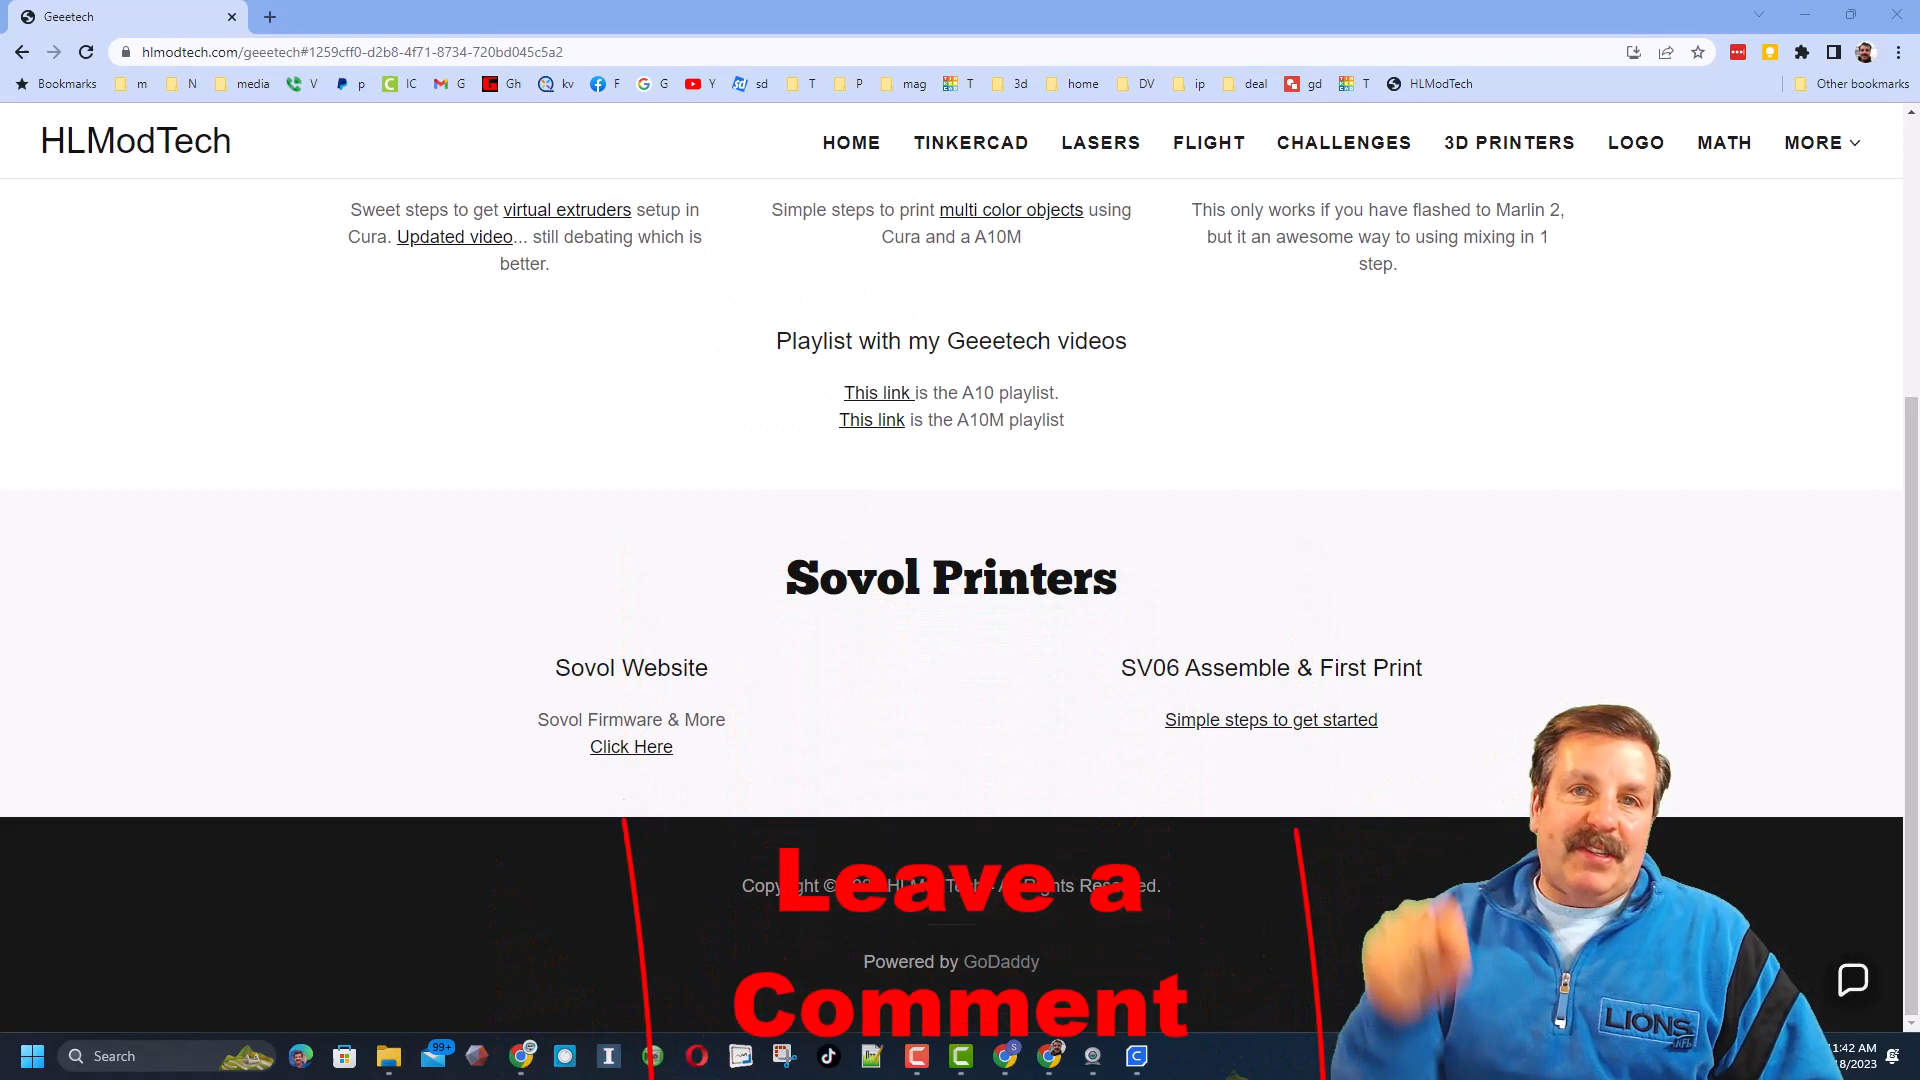 Geeetech
hlmodtech.com/geeetech#1259cff0-d2b8-4f71-8734-720bd045c5a2
Bookmarks m N media V p IC G Gh kv F G Y sd T P mag T 3d home DV ip deal gd T HLModTech Other bookmarks
HLModTech
HOME TINKERCAD LASERS FLIGHT CHALLENGES 3D PRINTERS LOGO MATH MORE
Sweet steps to get virtual extruders setup in
Cura. Updated video... still debating which is
better.
Simple steps to print multi color objects using
Cura and a A10M
This only works if you have flashed to Marlin 2,
but it an awesome way to using mixing in 1
step.
Playlist with my Geeetech videos
This link is the A10 playlist.
This link is the A10M playlist
Sovol Printers
Sovol Website
Sovol Firmware & More
Click Here
SV06 Assemble & First Print
Simple steps to get started
Leave a
Comment
Copyright © HLModTech - All Rights Reserved.
Powered by GoDaddy
LIONS
NFL
Search
99+
11:42 AM
18/2023